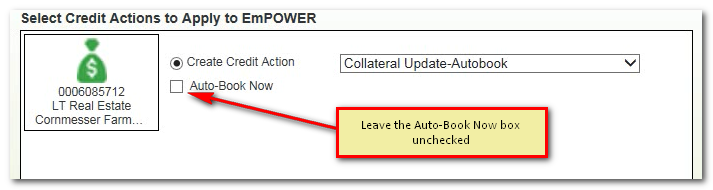 Select Credit Actions to Apply to EmPOWER
0006085712
LT Real Estate
Cornmesser Farm...
Create Credit Action
Collateral Update-Autobook
Auto-Book Now
Leave the Auto-Book Now box
unchecked